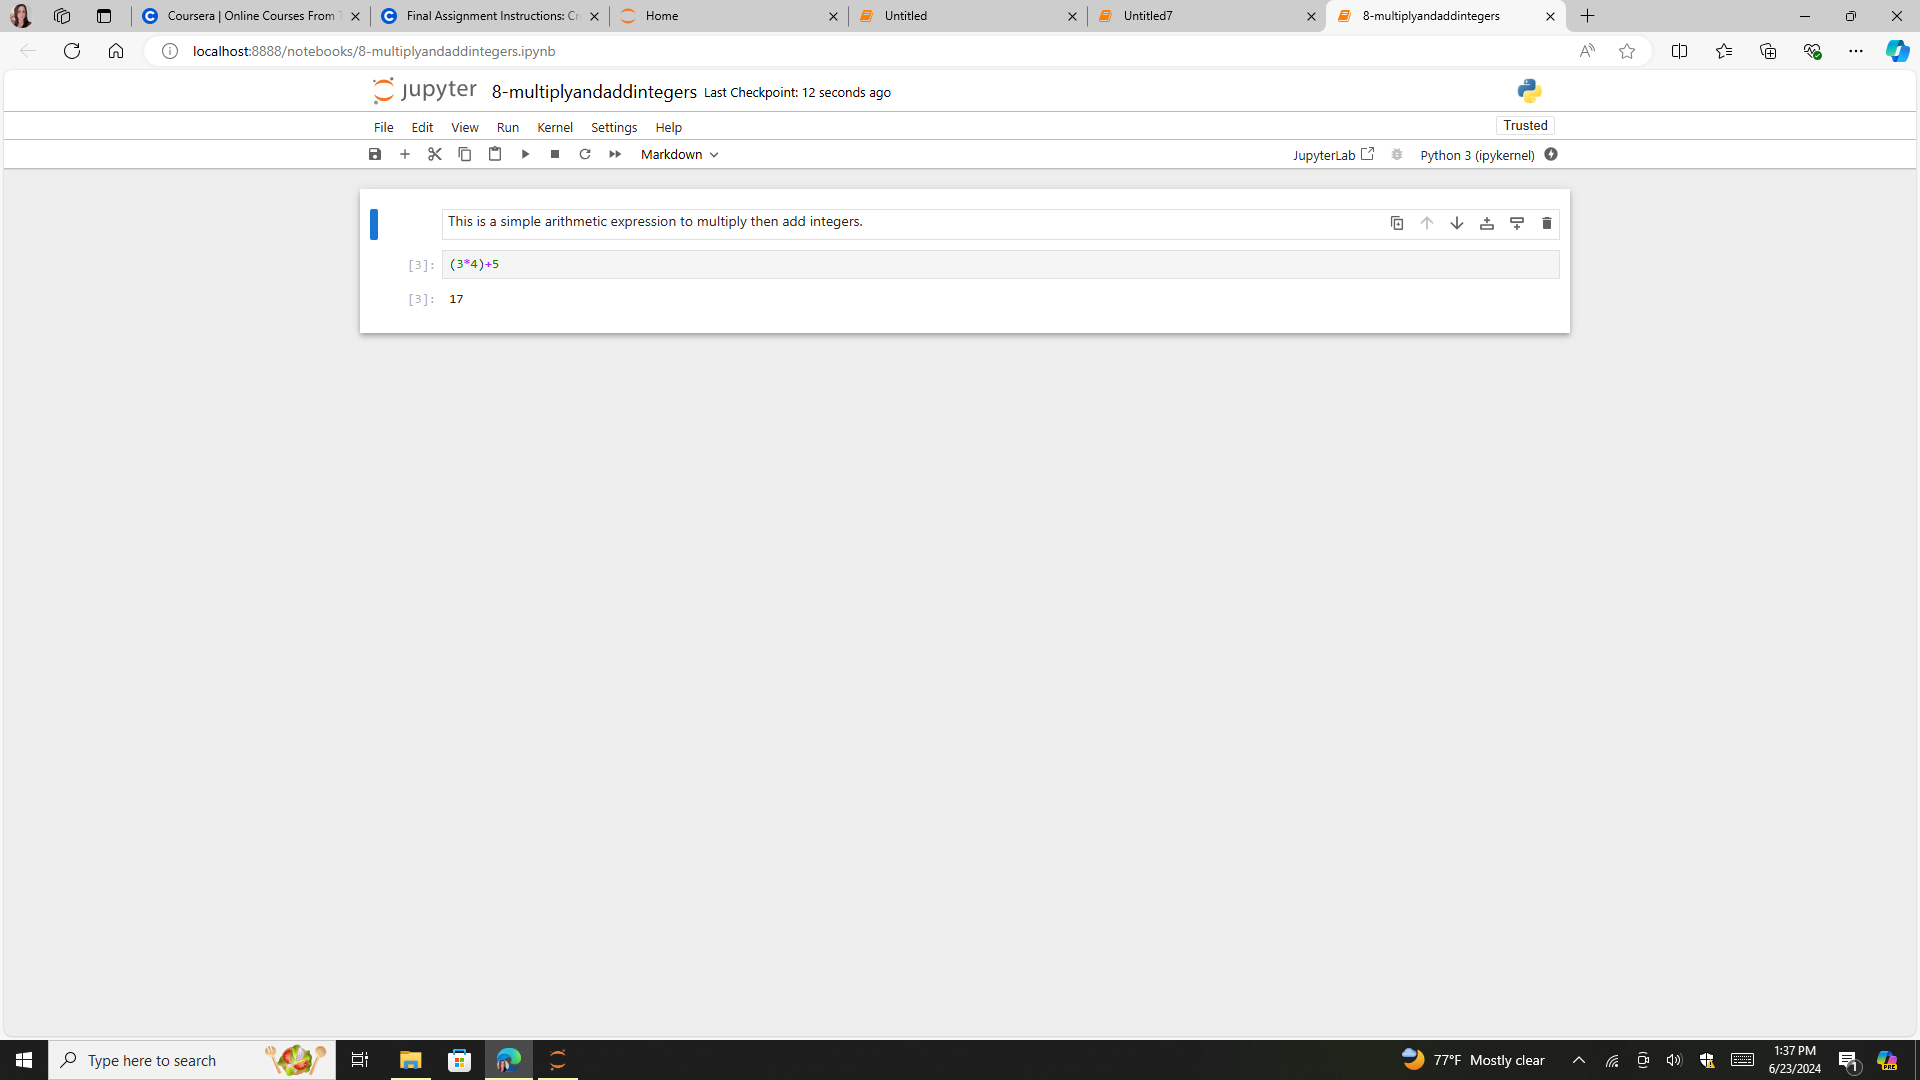 Coursera | Online Courses From T
Final Assignment Instructions: Cr
Home
Untitled
Untitled7
8-multiplyandaddintegers
localhost:8888/notebooks/8-multiplyandaddintegers.ipynb
jupyter 8-multiplyandaddintegers Last Checkpoint: 12 seconds ago
File Edit View Run Kernel Settings Help Trusted
Markdown JupyterLab Python 3 (ipykernel)
This is a simple arithmetic expression to multiply then add integers.
[3]: (3*4)+5
[3]: 17
Type here to search
77°F Mostly clear
1:37 PM
6/23/2024
1
PRE